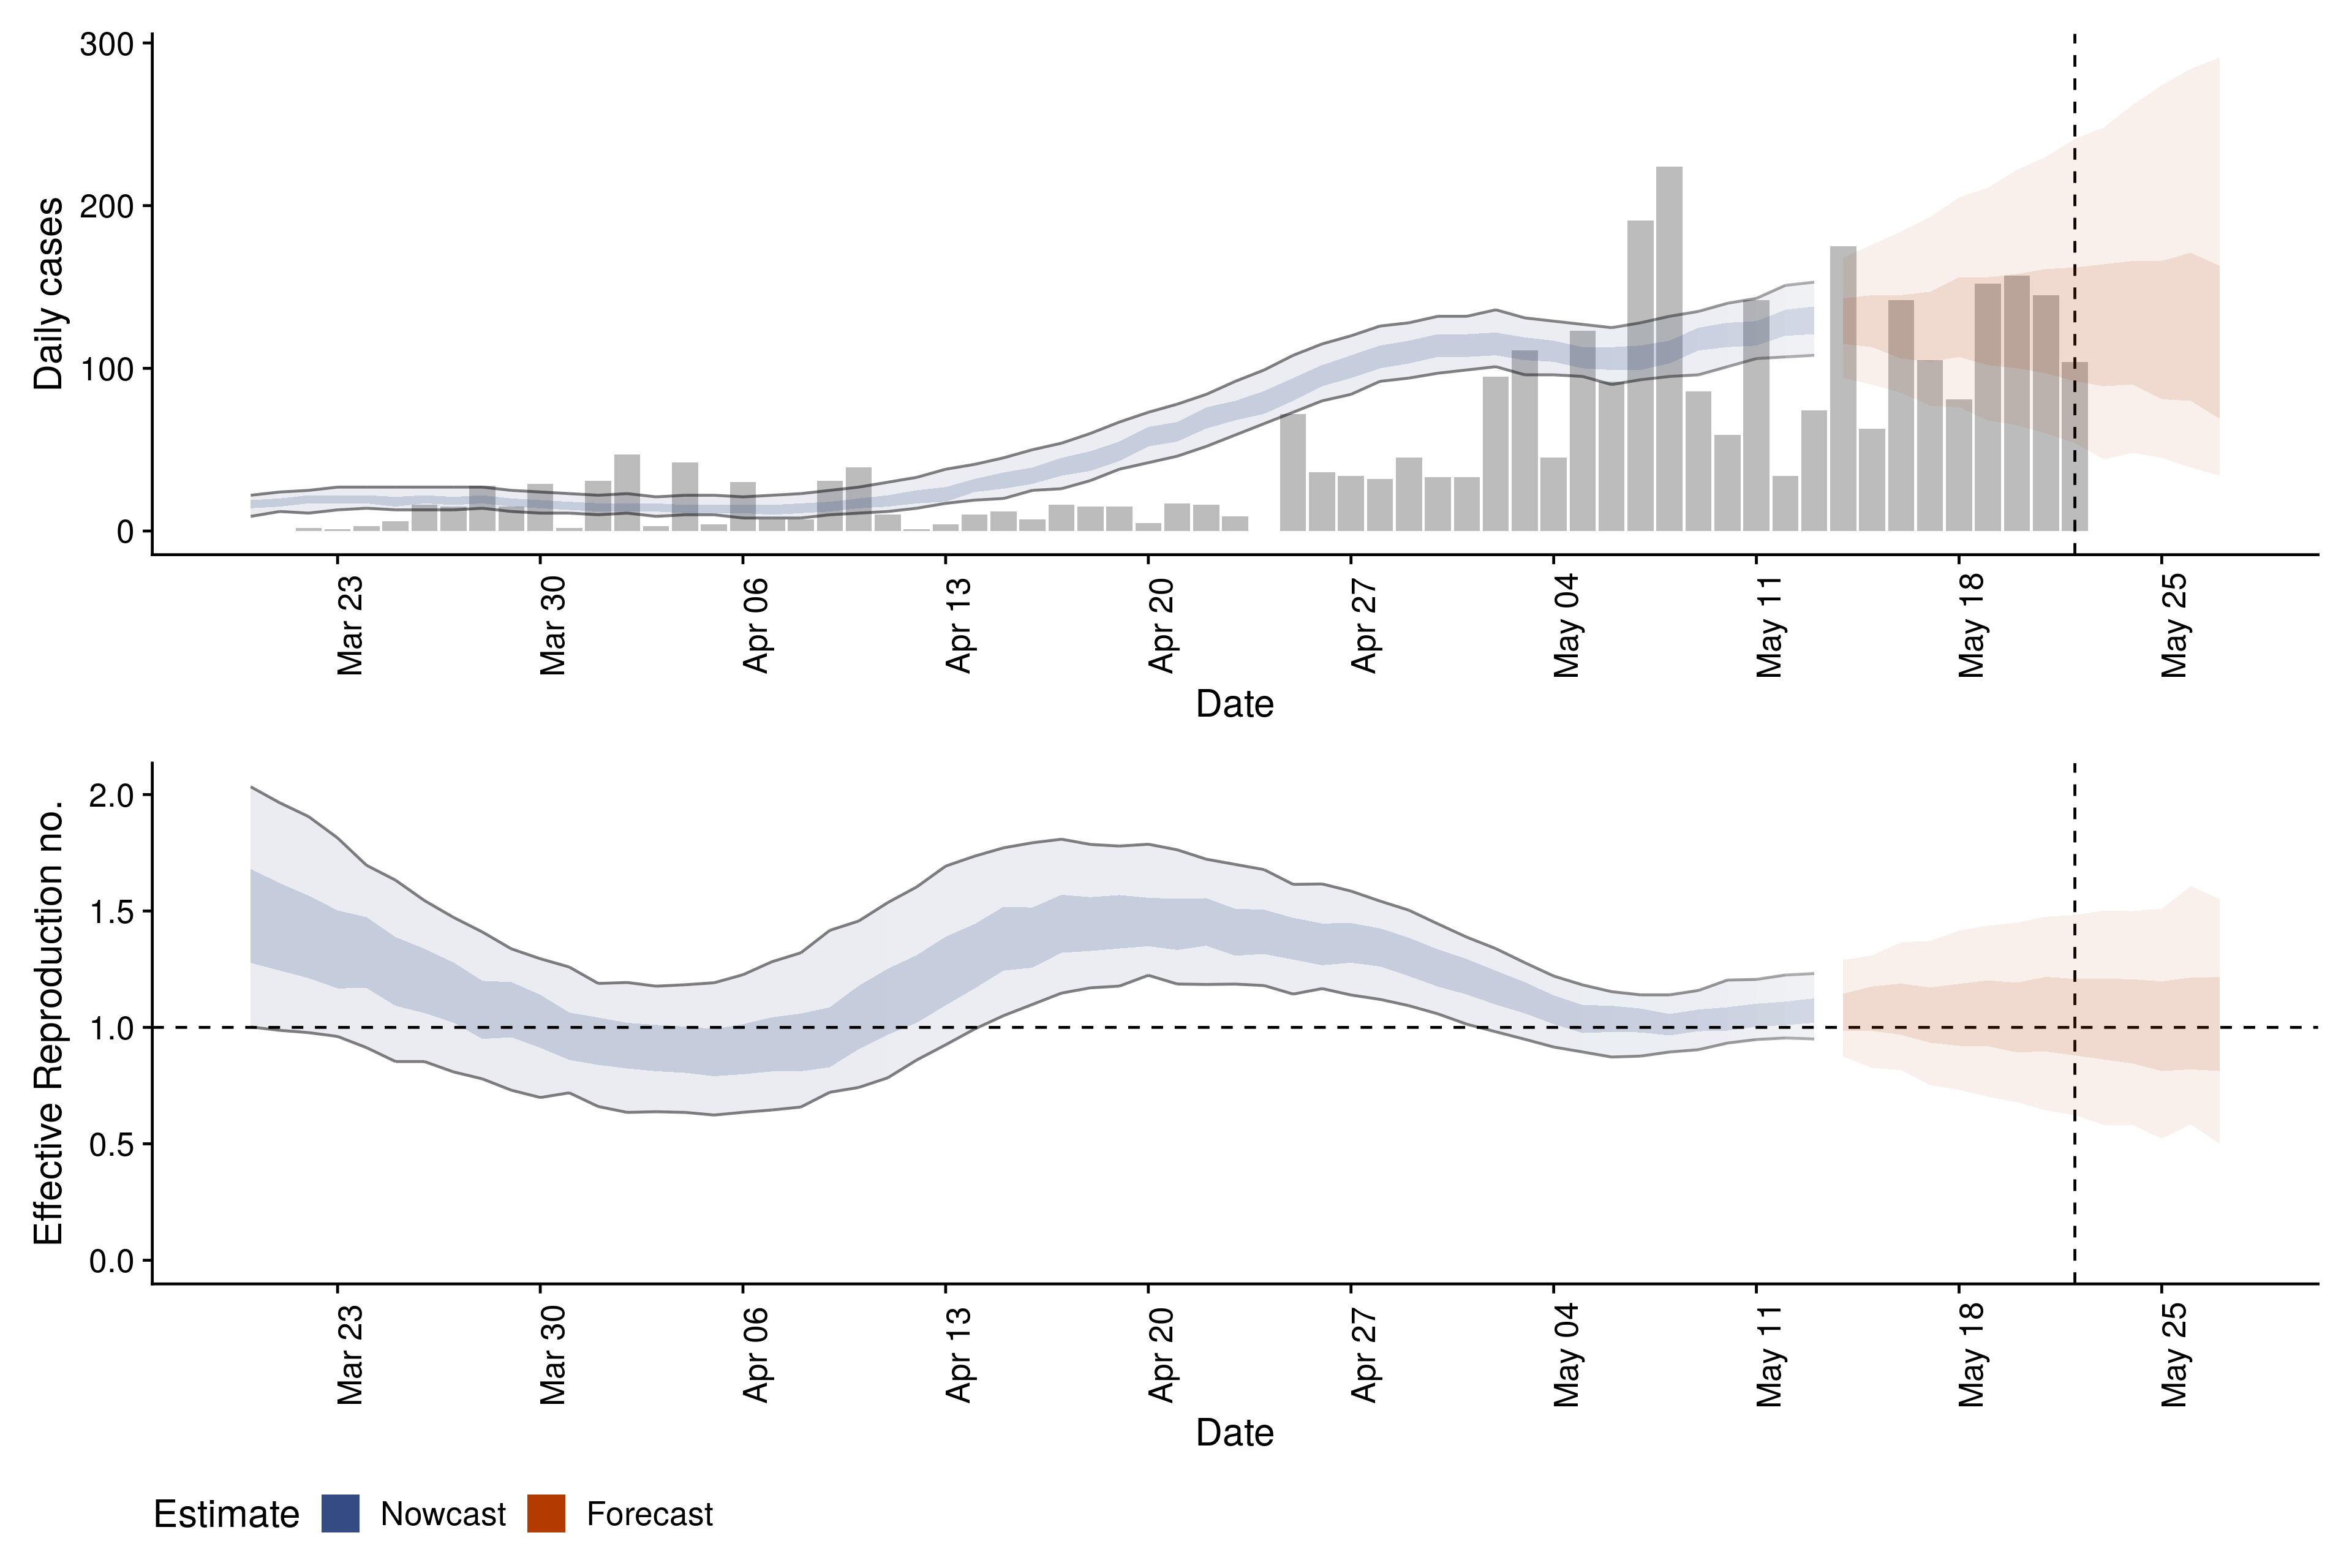 300
200
100
0
Daily cases
Mar 23
Mar 30
Apr 06
Apr 13
Apr 20
Apr 27
May 04
May 11
May 18
May 25
Date
2.0
1.5
1.0
0.5
0.0
Effective Reproduction no.
Mar 23
Mar 30
Apr 06
Apr 13
Apr 20
Apr 27
May 04
May 11
May 18
May 25
Date
Estimate Nowcast Forecast